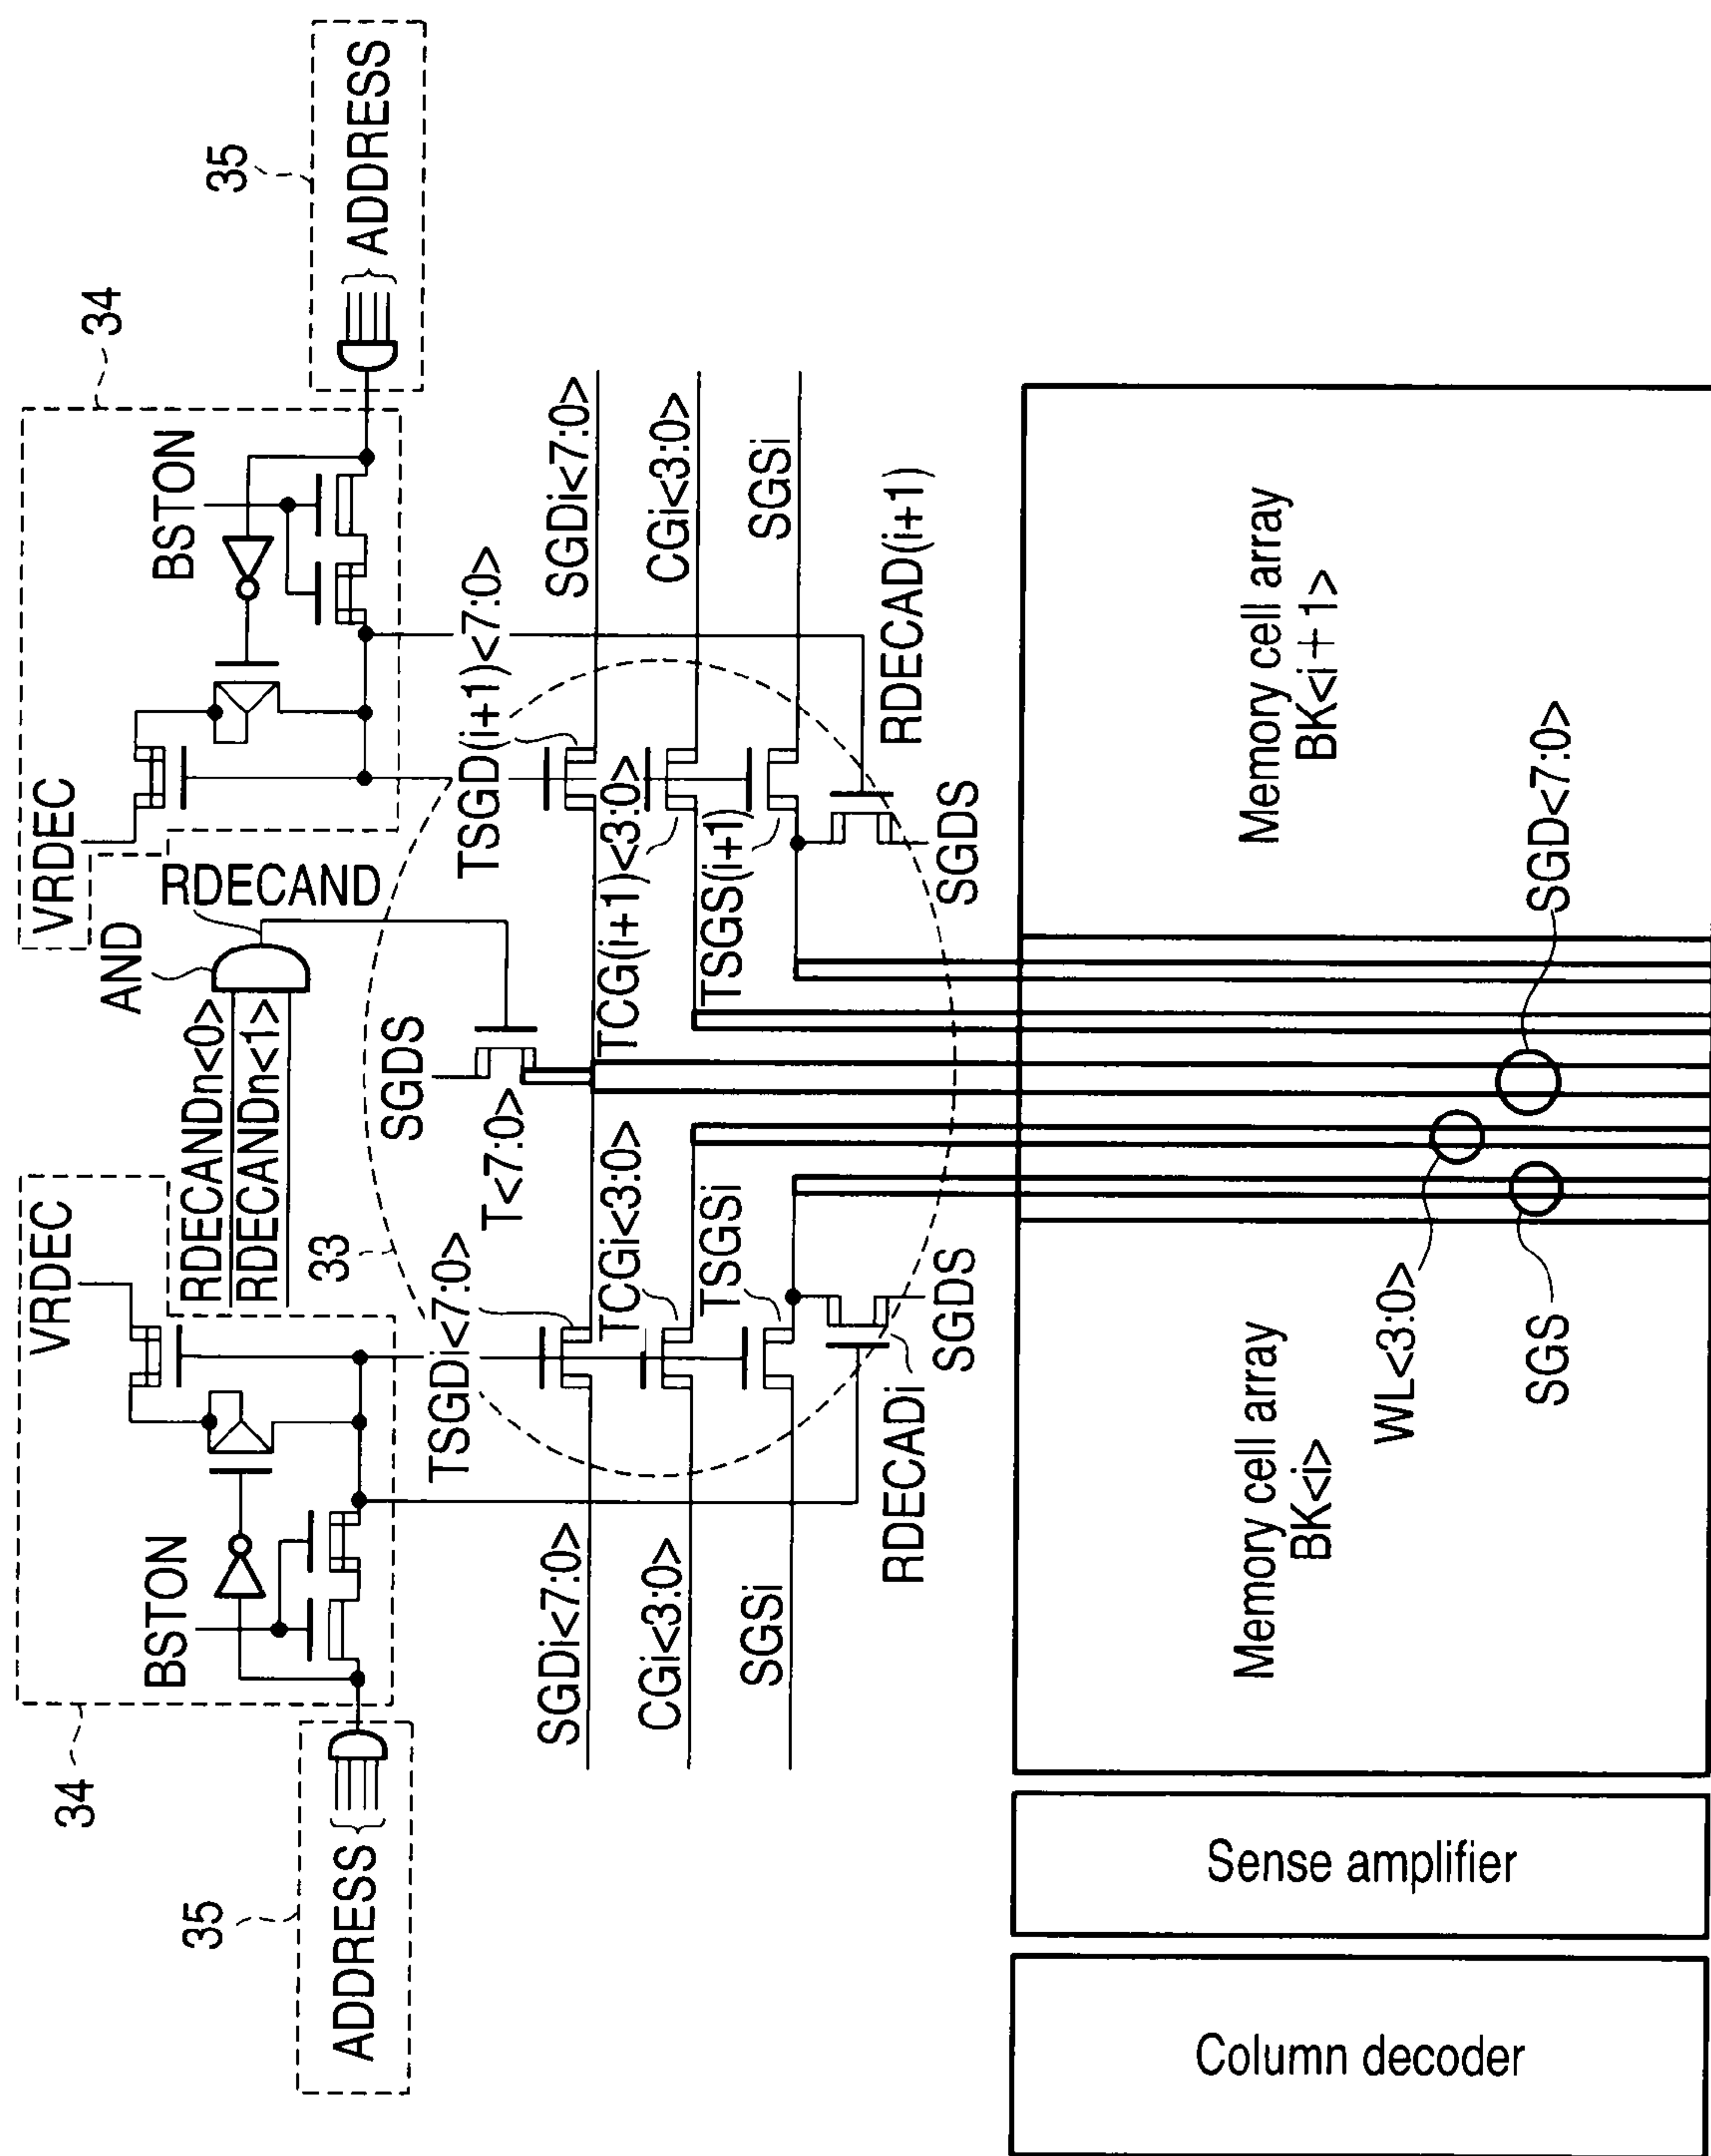 35
ADDRESS
34
BSTON
VRDEC
RDECANDn<0>
RDECANDn<1>
AND
RDECAND
VRDEC
34
BSTON
35
ADDRESS
33
SGDS
T<7:0>
TSGDi<7:0>
TSGD(i+1)<7:0>
SGDi<7:0>
SGDi<7:0>
CGi<3:0>
TCGi<3:0>
TCG(i+1)<3:0>
CGi<3:0>
SGSi
TSGSi
TSGS(i+1)
SGSi
RDECADi
SGDS
SGDS
RDECAD(i+1)
Column decoder
Sense amplifier
Memory cell array
BK<i>
Memory cell array
BK<i+1>
WL<3:0>
SGS
SGD<7:0>